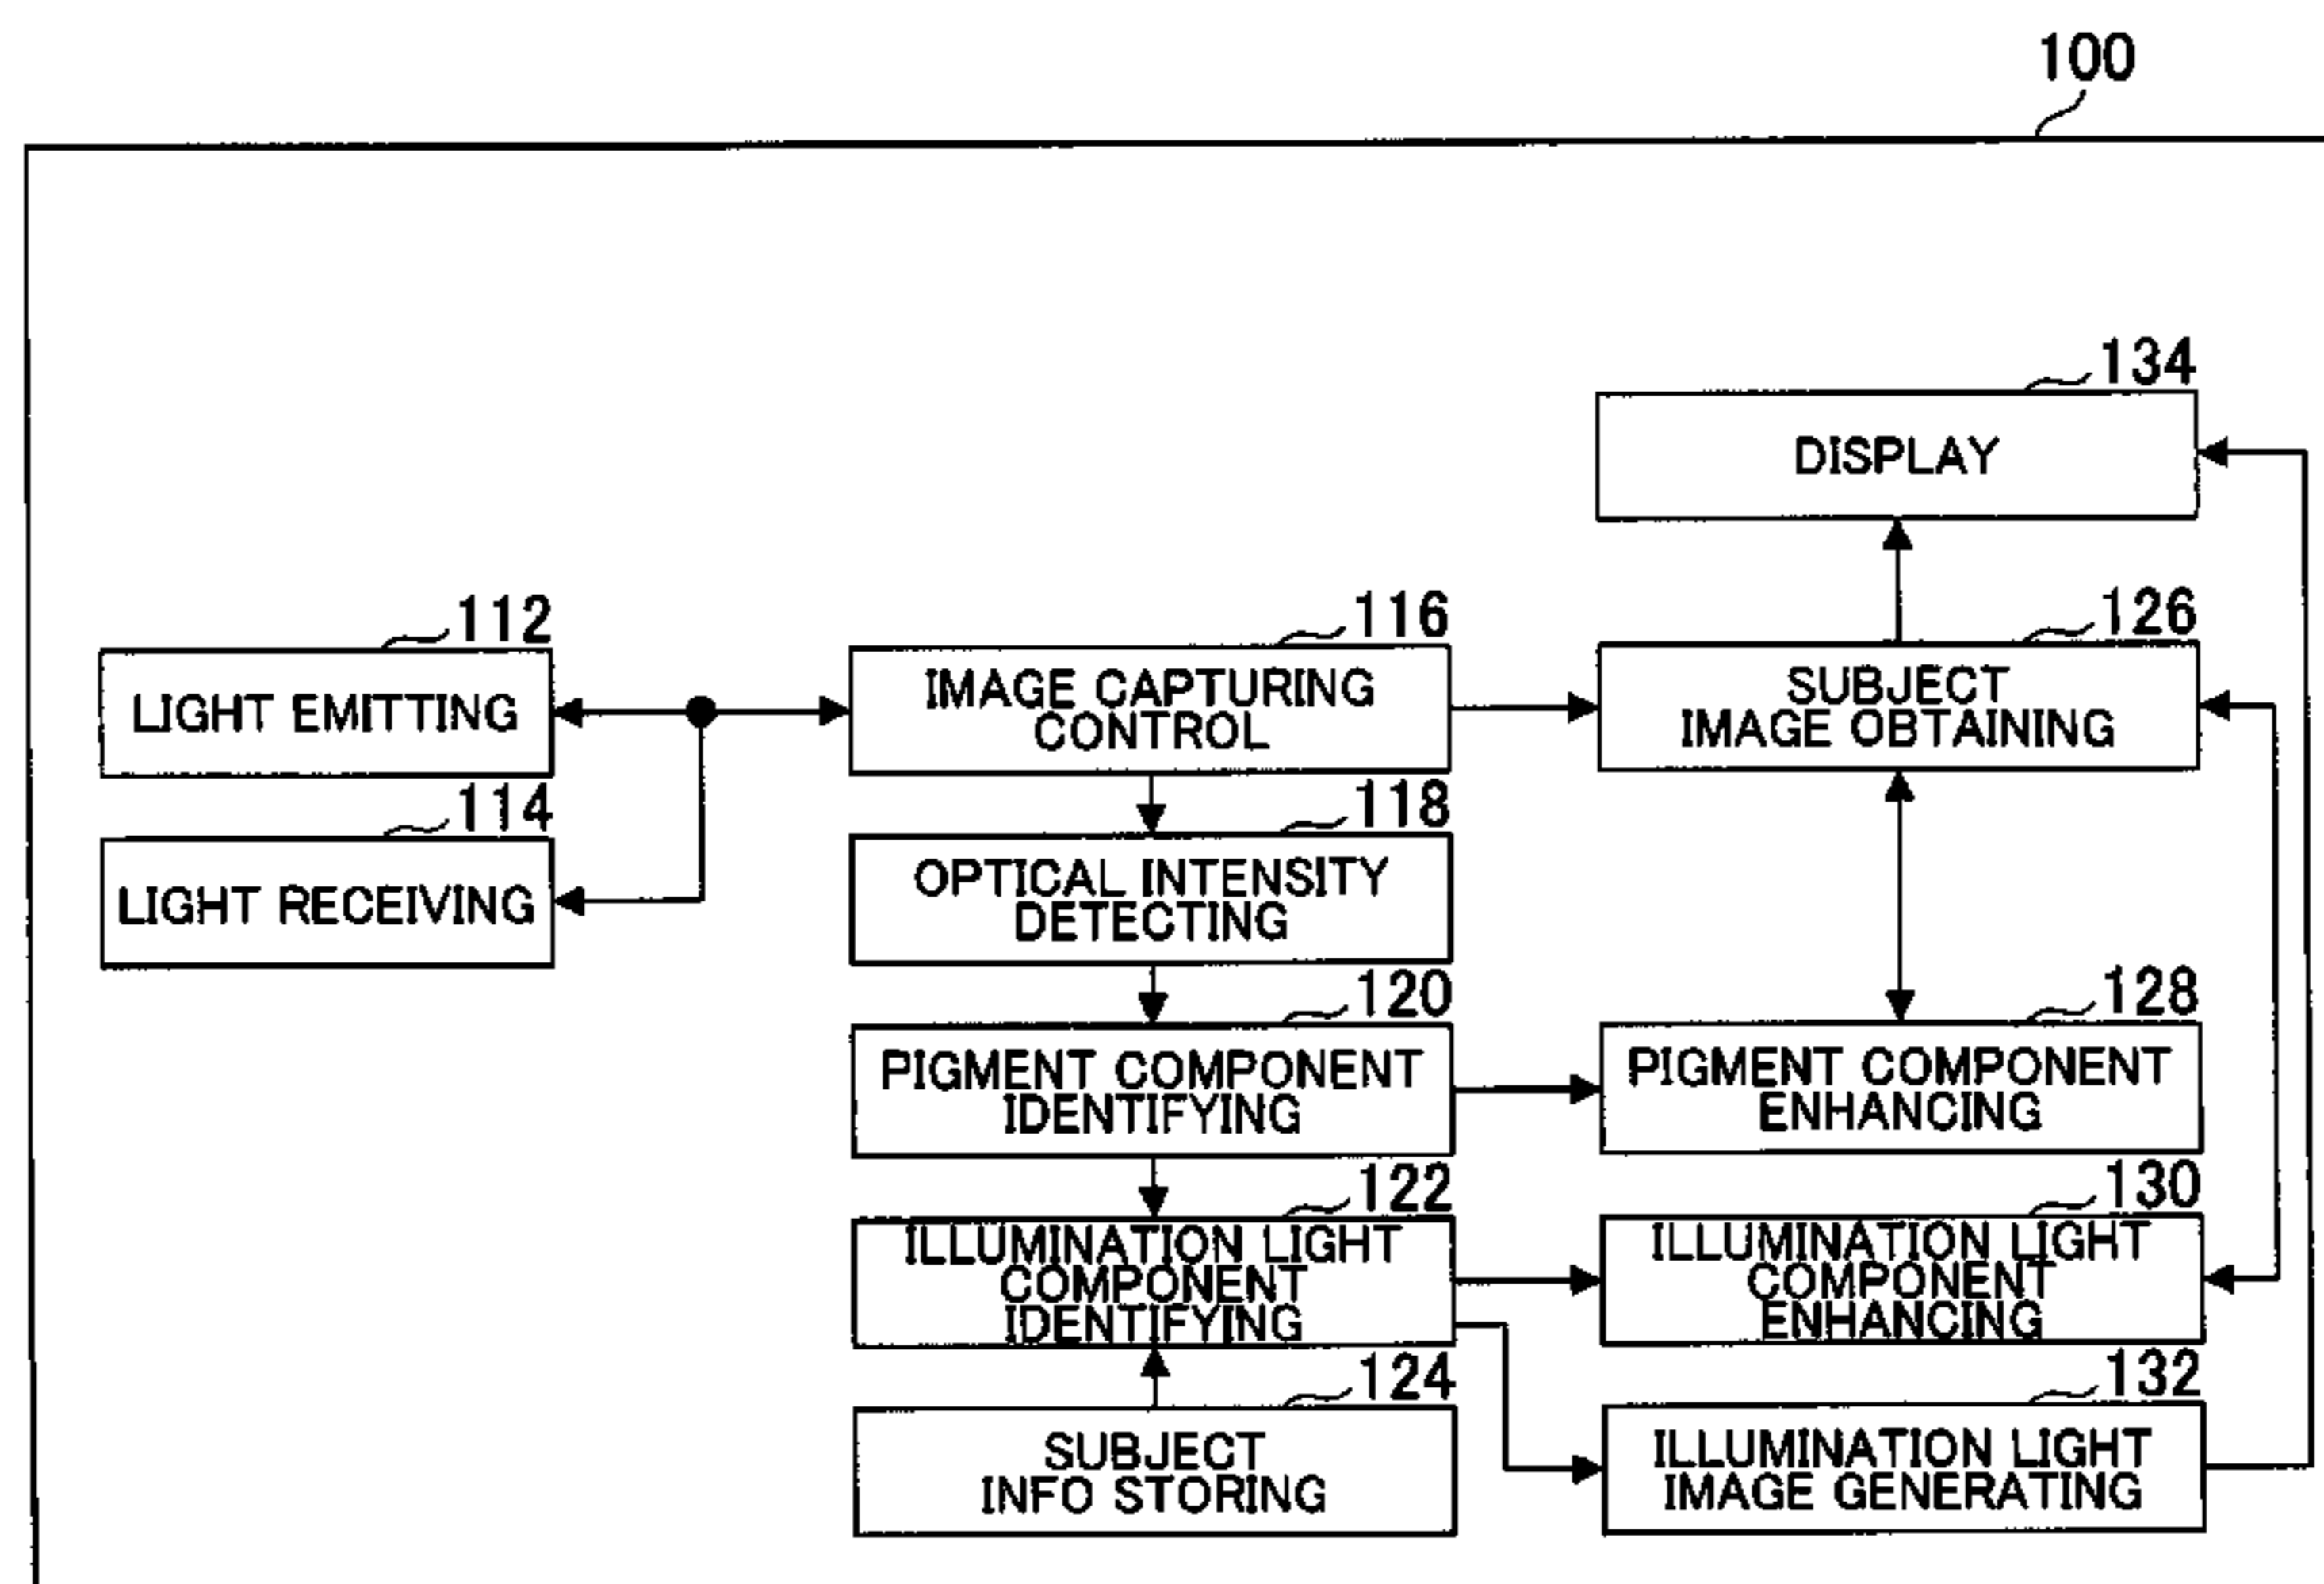 100
134
DISPLAY
112
LIGHT EMITTING
116
IMAGE CAPTURING
CONTROL
126
SUBJECT
IMAGE OBTAINING
114
LIGHT RECEIVING
118
OPTICAL INTENSITY
DETECTING
120
PIGMENT COMPONENT
IDENTIFYING
128
PIGMENT COMPONENT
ENHANCING
122
ILLUMINATION LIGHT
COMPONENT
IDENTIFYING
130
ILLUMINATION LIGHT
COMPONENT
ENHANCING
124
SUBJECT
INFO STORING
132
ILLUMINATION LIGHT
IMAGE GENERATING